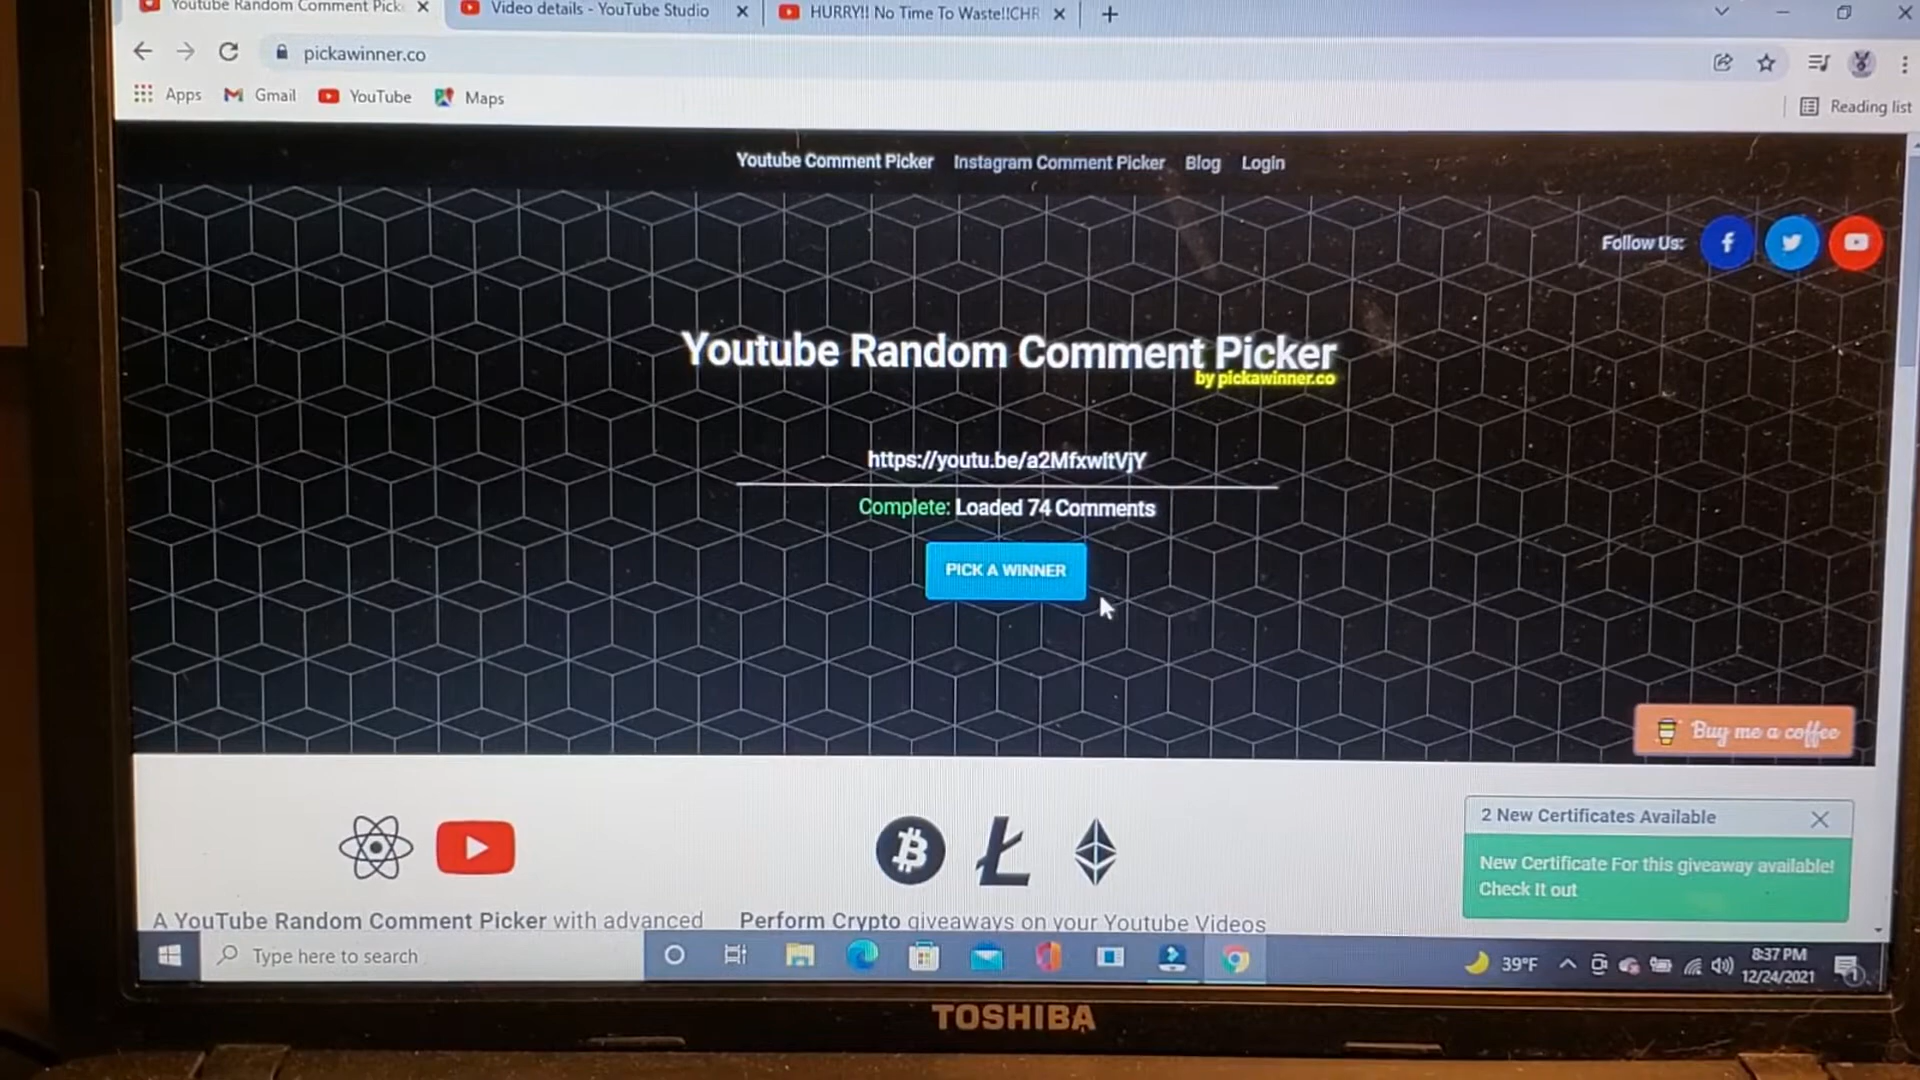 Youtube Random Comment Pick
Video details - YouTube Studio
HURRY!! No Time To Waste!!CHR
pickawinner.co
Apps
Gmail
YouTube
Maps
Reading list
Youtube Comment Picker
Instagram Comment Picker
Blog
Login
Follow Us:
Youtube Random Comment Picker
by pickawinner.co
https://youtu.be/a2MfxwItVjY
Complete: Loaded 74 Comments
PICK A WINNER
Buy me a coffee
2 New Certificates Available
New Certificate For this giveaway available!
Check It out
A YouTube Random Comment Picker with advanced
Perform Crypto giveaways on your Youtube Videos
Type here to search
39°F
8:37 PM
12/24/2021
1
TOSHIBA